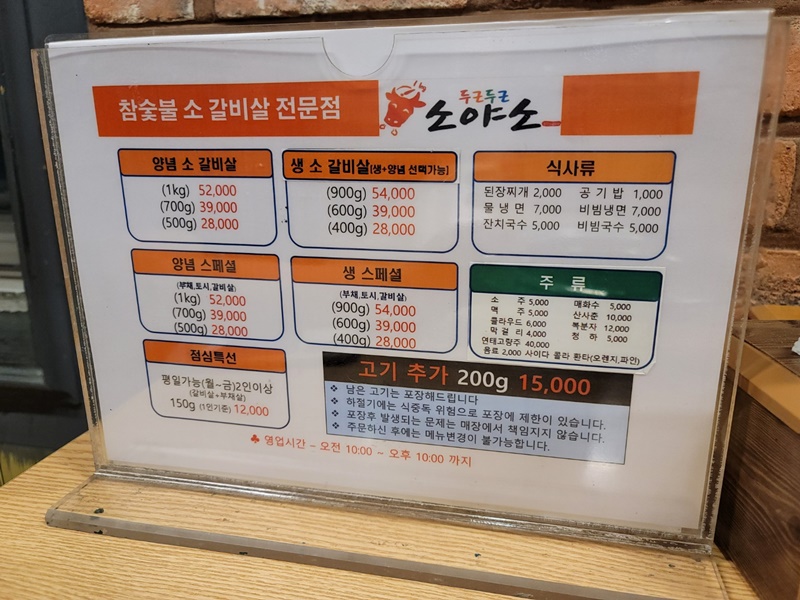 참숯불 소 갈비살 전문점
두근두근
소야소
양념 소 갈비살
(1kg) 52,000
(700g) 39,000
(500g) 28,000
생 소 갈비살(생+양념 선택가능)
(900g) 54,000
(600g) 39,000
(400g) 28,000
식사류
된장찌개 2,000 공기밥 1,000
물냉면 7,000 비빔냉면 7,000
잔치국수 5,000 비빔국수 5,000
양념 스페셜
(부채,토시,갈비살)
(1kg) 52,000
(700g) 39,000
(500g) 28,000
생 스페셜
(부채,토시,갈비살)
(900g) 54,000
(600g) 39,000
(400g) 28,000
주 류
소 주 5,000 매화수 5,000
맥 주 5,000 산사춘 10,000
클라우드 6,000 복분자 12,000
막걸리 4,000 청하 5,000
연태고량주 40,000
음료 2,000 사이다 콜라 환타(오렌지,파인)
점심특선
평일가능(월~금)2인이상
(갈비살+부채살)
150g (1인기준) 12,000
고기 추가 200g 15,000
❖ 남은 고기는 포장해드립니다
❖ 하절기에는 식중독 위험으로 포장에 제한이 있습니다.
❖ 포장후 발생되는 문제는 매장에서 책임지지 않습니다.
❖ 주문하신 후에는 메뉴변경이 불가능합니다.
♣ 영업시간 ~ 오전 10:00 ~ 오후 10:00 까지